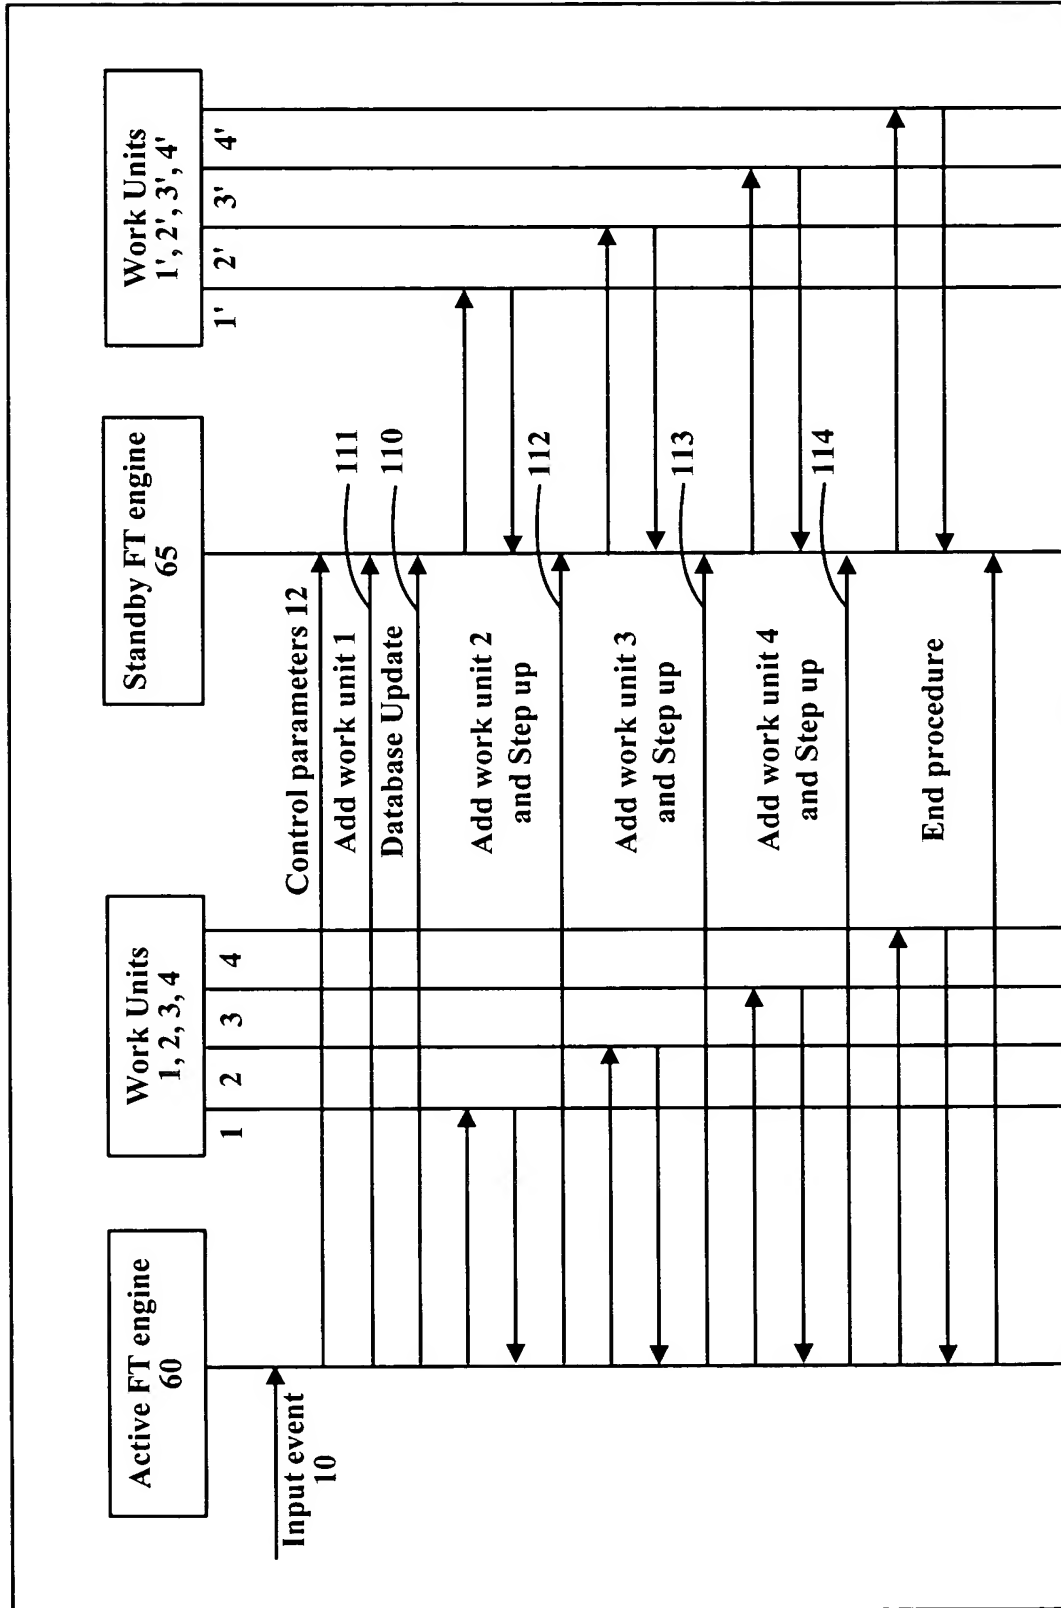 Active FT engine
60
Work Units
1, 2, 3, 4
Standby FT engine
65
Work Units
1', 2', 3', 4'
1
2
3
4
1'
2'
3'
4'
Input event
10
Control parameters 12
Add work unit 1
111
Database Update
110
Add work unit 2
and Step up
112
Add work unit 3
and Step up
113
Add work unit 4
and Step up
114
End procedure